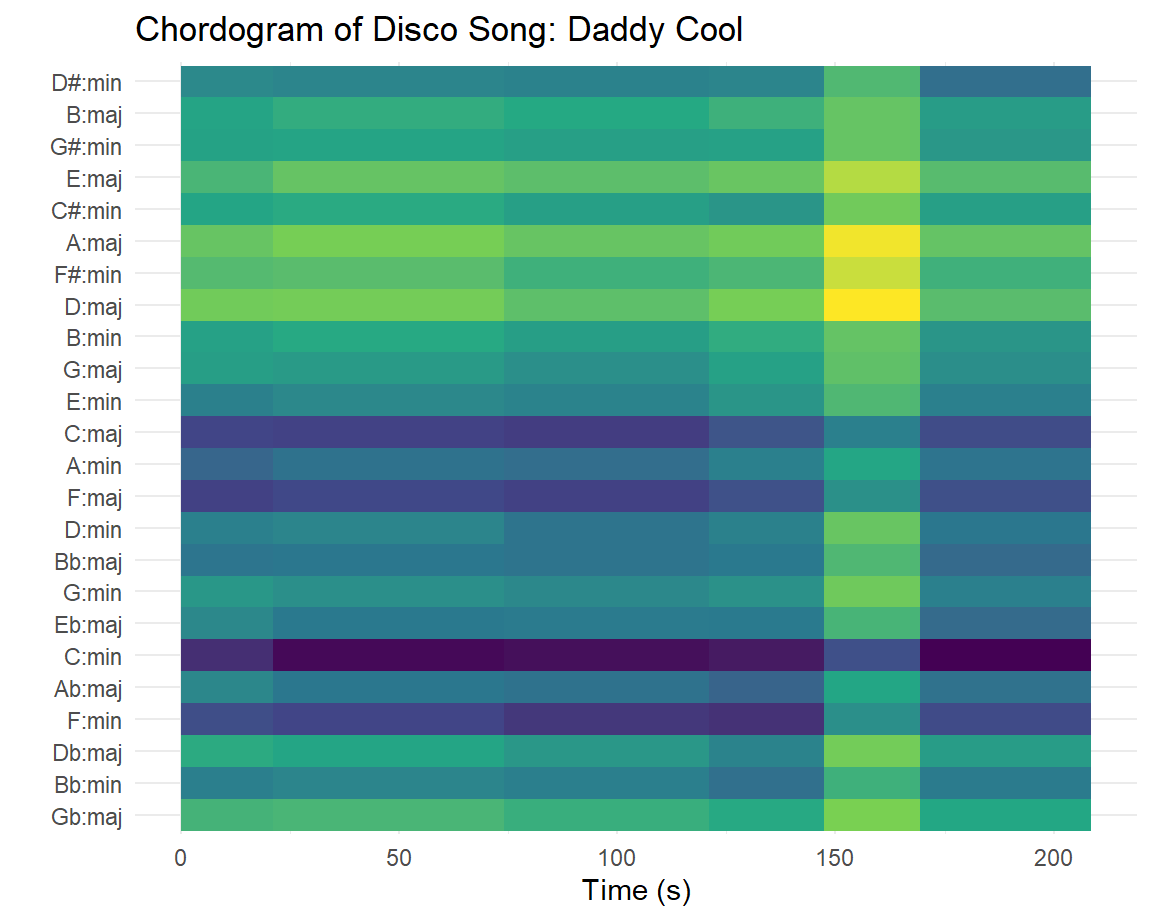 Chordogram of Disco Song: Daddy Cool
D#:min
B:maj
G#:min
E:maj
C#:min
A:maj
F#:min
D:maj
B:min
G:maj
E:min
C:maj
A:min
F:maj
D:min
Bb:maj
G:min
Eb:maj
C:min
Ab:maj
F:min
Db:maj
Bb:min
Gb:maj
0 50 100 150 200
Time (s)